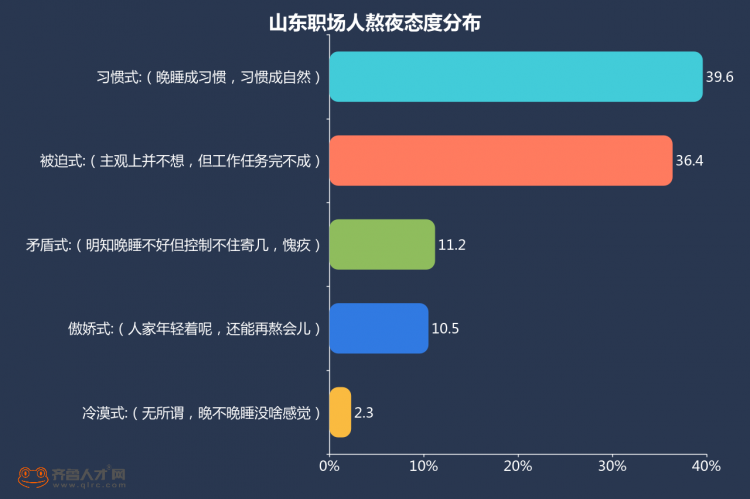 山东职场人熬夜态度分布
习惯式:（晚睡成习惯，习惯成自然）
39.6
被迫式:（主观上并不想，但工作任务完不成）
36.4
矛盾式:（明知晚睡不好但控制不住寄几，愧疚）
11.2
傲娇式:（人家年轻着呢，还能再熬会儿）
10.5
冷漠式:（无所谓，晚不晚睡没啥感觉）
2.3
0% 10% 20% 30% 40%
齐鲁人才网
www.qlrc.com